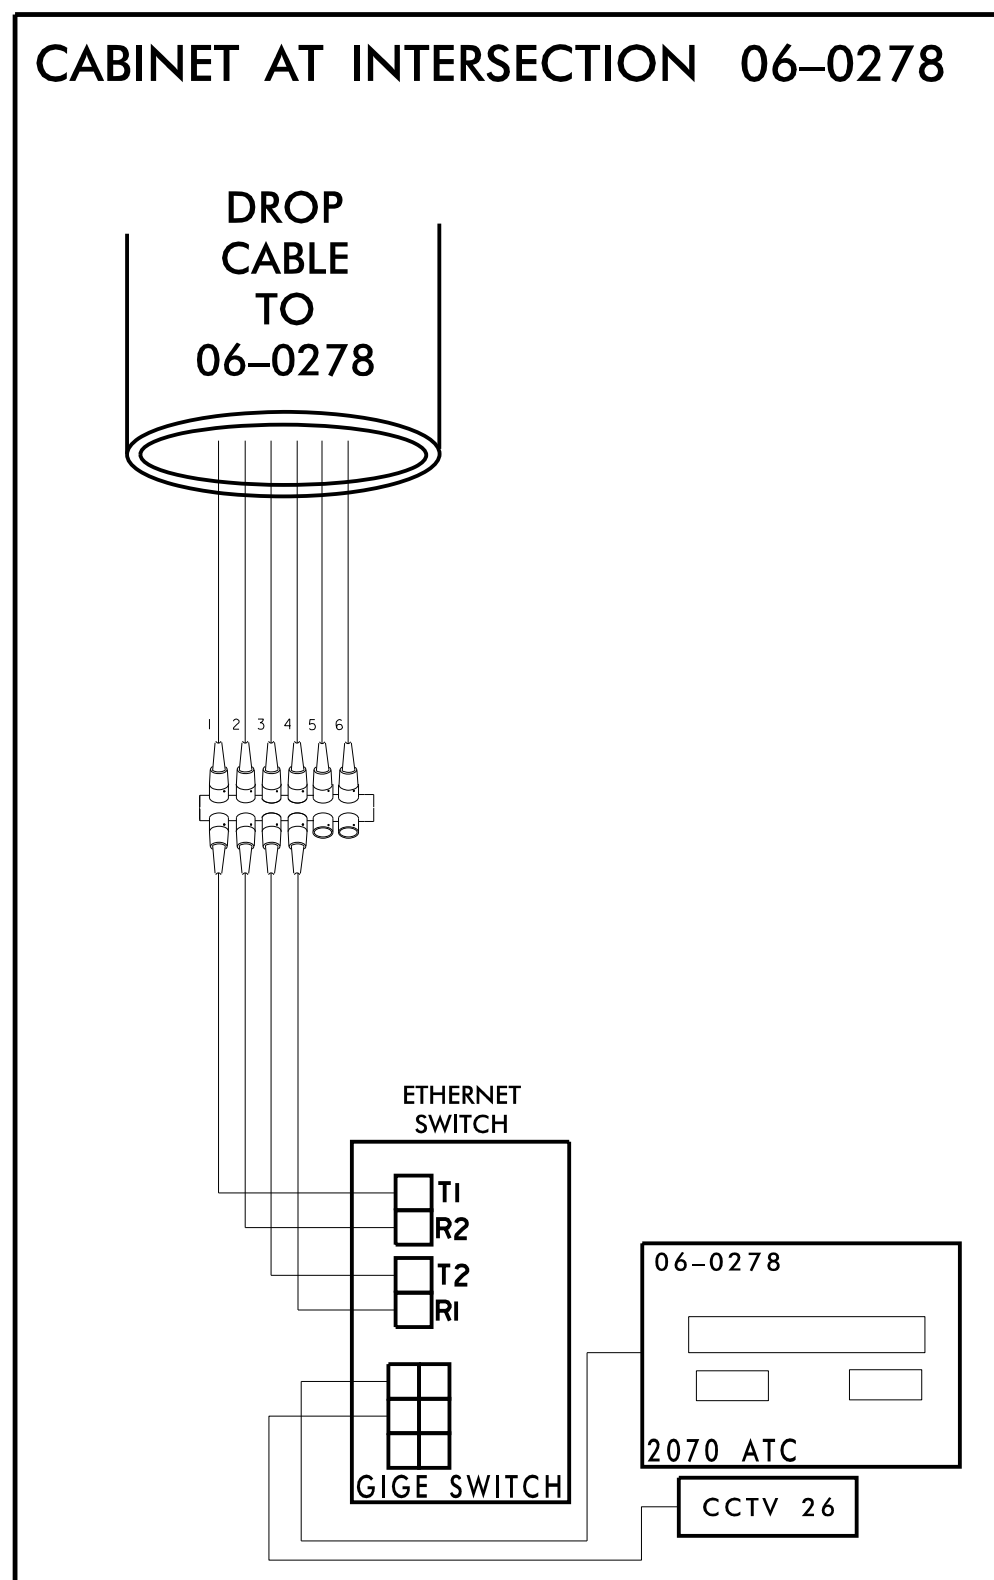 CABINET AT INTERSECTION 06–0278
DROP
CABLE
TO
06–0278
1 2 3 4 5 6
ETHERNET
SWITCH
T1
R2
T2
R1
GIGE SWITCH
06–0278
2070 ATC
CCTV 26